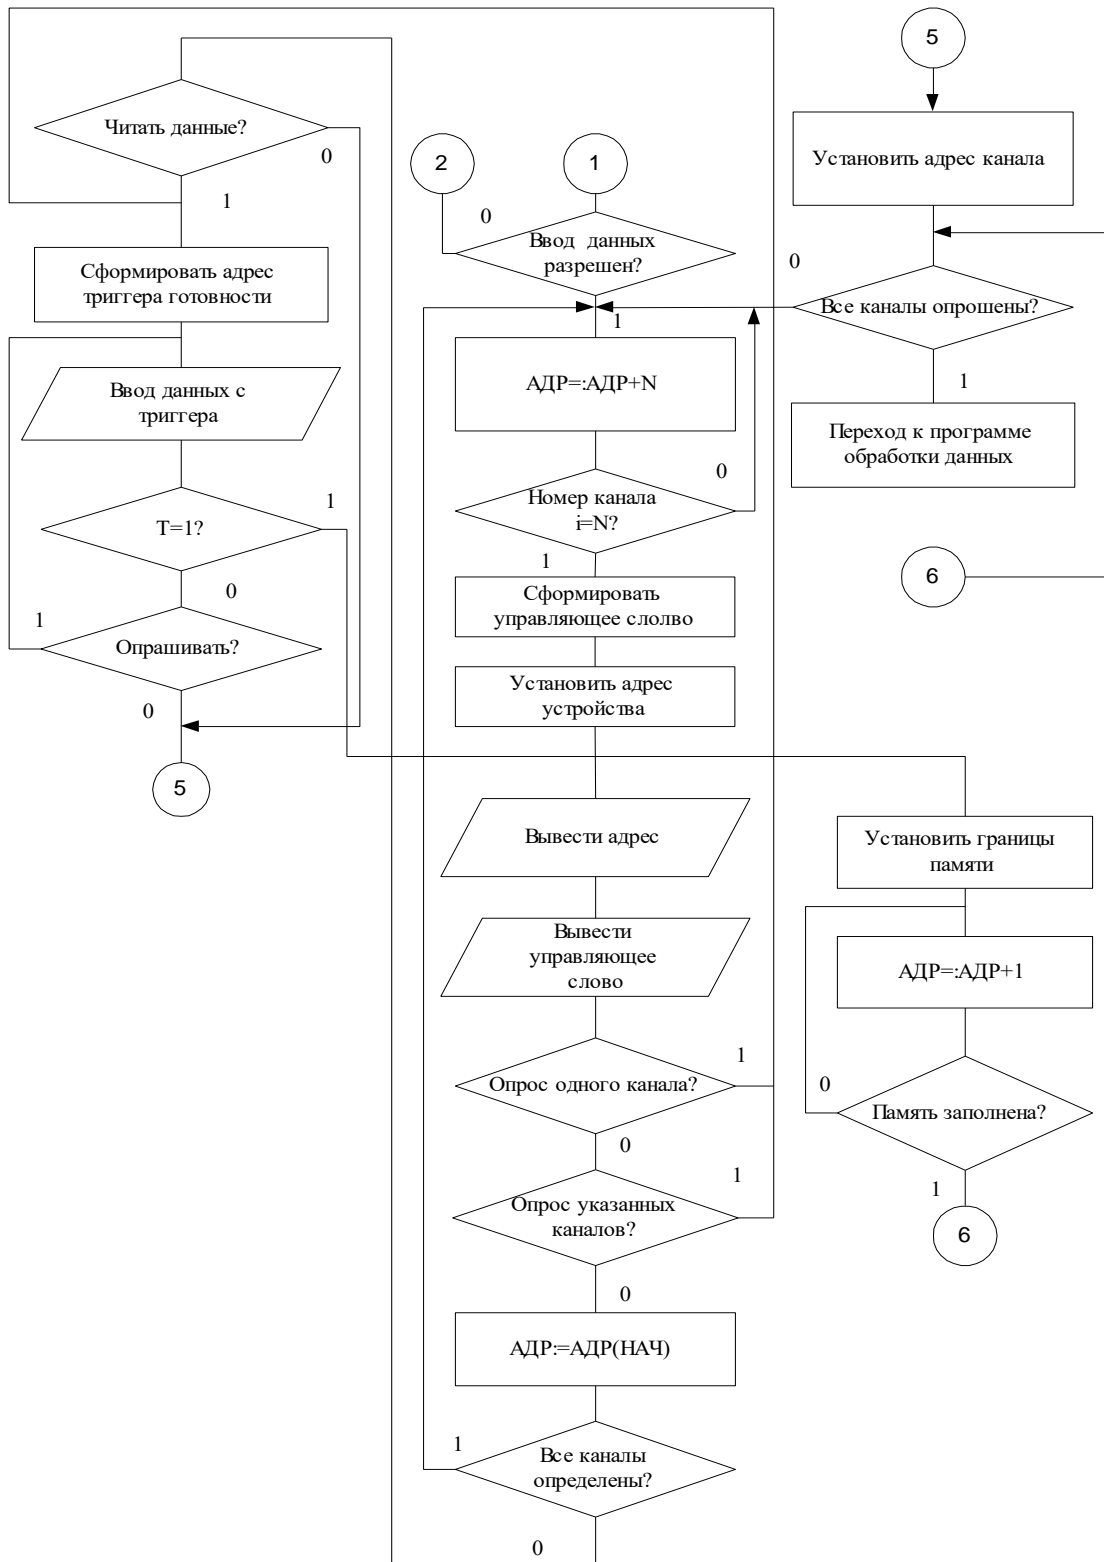 Читать данные?
0
1
Сформировать адрес
триггера готовности
Ввод данных с
триггера
1
T=1?
0
1
Опрашивать?
0
5
2
1
0
Ввод данных
разрешен?
1
АДР=:АДР+N
0
Номер канала
i=N?
1
Сформировать
управляющее слолво
Установить адрес
устройства
Вывести адрес
Вывести
управляющее
слово
1
Опрос одного канала?
0
1
Опрос указанных
каналов?
0
АДР:=АДР(НАЧ)
1
Все каналы
определены?
0
5
Установить адрес канала
0
Все каналы опрошены?
1
Переход к программе
обработки данных
6
Установить границы
памяти
АДР=:АДР+1
0
Память заполнена?
1
6